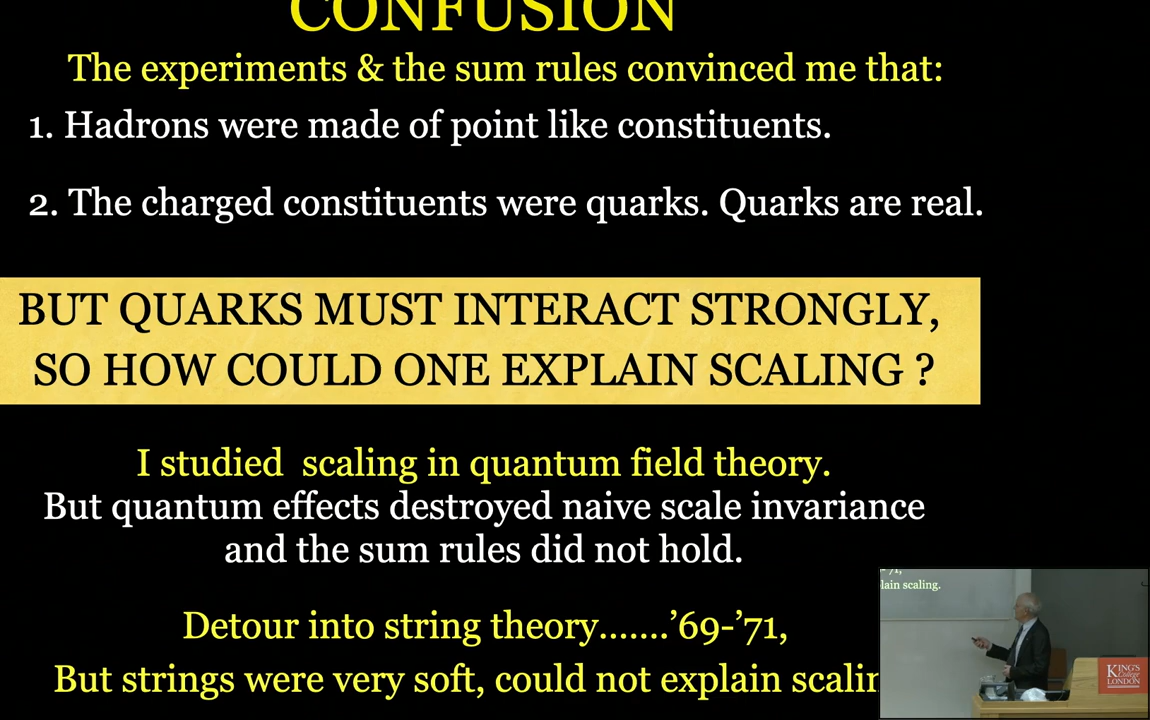 CONFUSION
The experiments & the sum rules convinced me that:
1. Hadrons were made of point like constituents.
2. The charged constituents were quarks. Quarks are real.
BUT QUARKS MUST INTERACT STRONGLY,
SO HOW COULD ONE EXPLAIN SCALING ?
I studied scaling in quantum field theory.
But quantum effects destroyed naive scale invariance
and the sum rules did not hold.
Detour into string theory.......’69-’71,
But strings were very soft, could not explain scalin
-’71,
lain scaling.
KING'S
College
LONDON